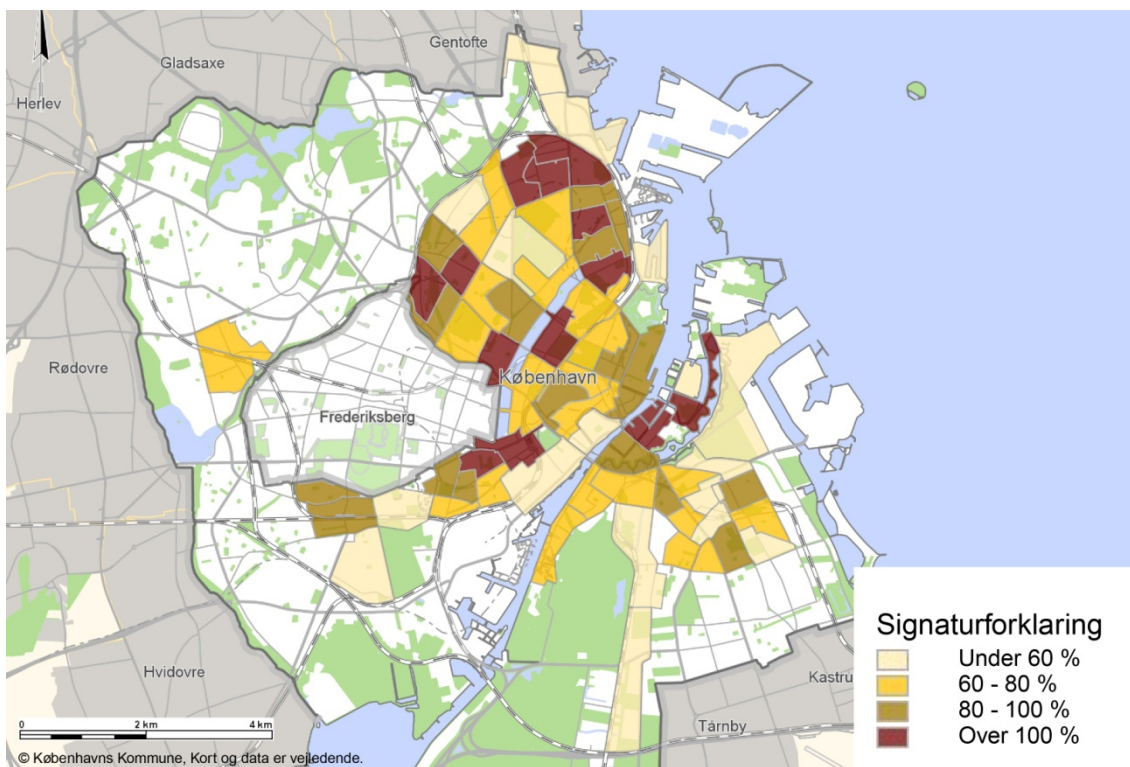 Gentofte
Gladsaxe
Herlev
Rødovre
København
Frederiksberg
Hvidovre
Kastru
Tårnby
Signaturforklaring
Under 60 %
60 - 80 %
80 - 100 %
Over 100 %
0 2 km 4 km
© Københavns Kommune, Kort og data er vejledende.